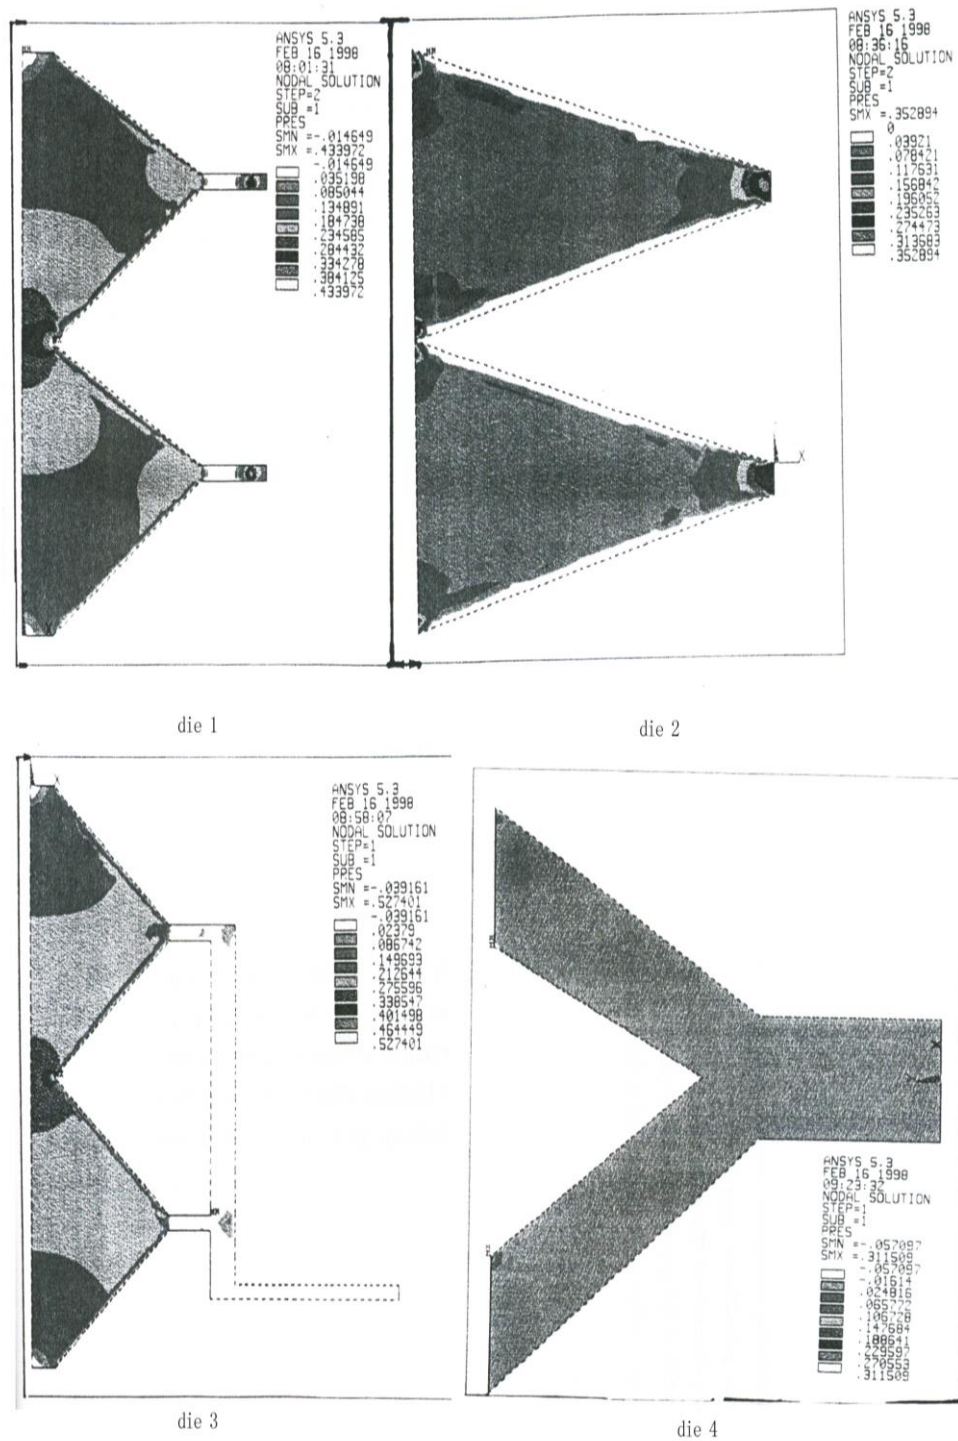 ANSYS 5.3
FEB 16 1998
08:01:31
NODAL SOLUTION
STEP=2
SUB =1
PRES
SMN =-.014649
SMX =.433972
-.014649
.035198
.085044
.134891
.184738
.234585
.284432
.334278
.384125
.433972
X
ANSYS 5.3
FEB 16 1998
08:36:16
NODAL SOLUTION
STEP=2
SUB =1
PRES
SMX =.352894
0
.03921
.078421
.117631
.156842
.196052
.235263
.274473
.313683
.352894
X
die 1
die 2
X
ANSYS 5.3
FEB 16 1998
08:58:07
NODAL SOLUTION
STEP=1
SUB =1
PRES
SMN =-.039161
SMX =.527401
-.039161
.02379
.086742
.149693
.212644
.275596
.338547
.401498
.464449
.527401
ANSYS 5.3
FEB 16 1998
09:23:32
NODAL SOLUTION
STEP=1
SUB =1
PRES
SMN =-.057097
SMX =.311509
-.057097
-.01614
.024816
.065772
.106728
.147684
.188641
.229597
.270553
.311509
die 3
die 4